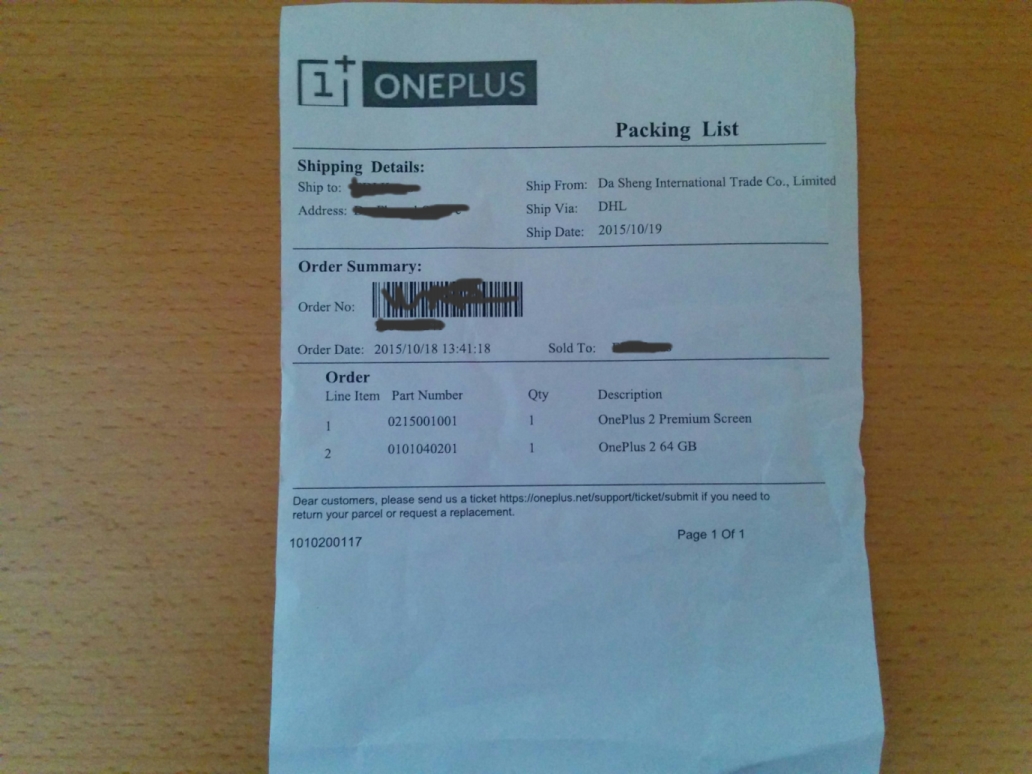 1+ ONEPLUS
Packing List
Shipping Details:
Ship to:
Address:
Ship From: Da Sheng International Trade Co., Limited
Ship Via: DHL
Ship Date: 2015/10/19
Order Summary:
Order No:
Order Date: 2015/10/18 13:41:18 Sold To:
Order
Line Item Part Number Qty Description
1 0215001001 1 OnePlus 2 Premium Screen
2 0101040201 1 OnePlus 2 64 GB
Dear customers, please send us a ticket https://oneplus.net/support/ticket/submit if you need to
return your parcel or request a replacement.
1010200117 Page 1 Of 1